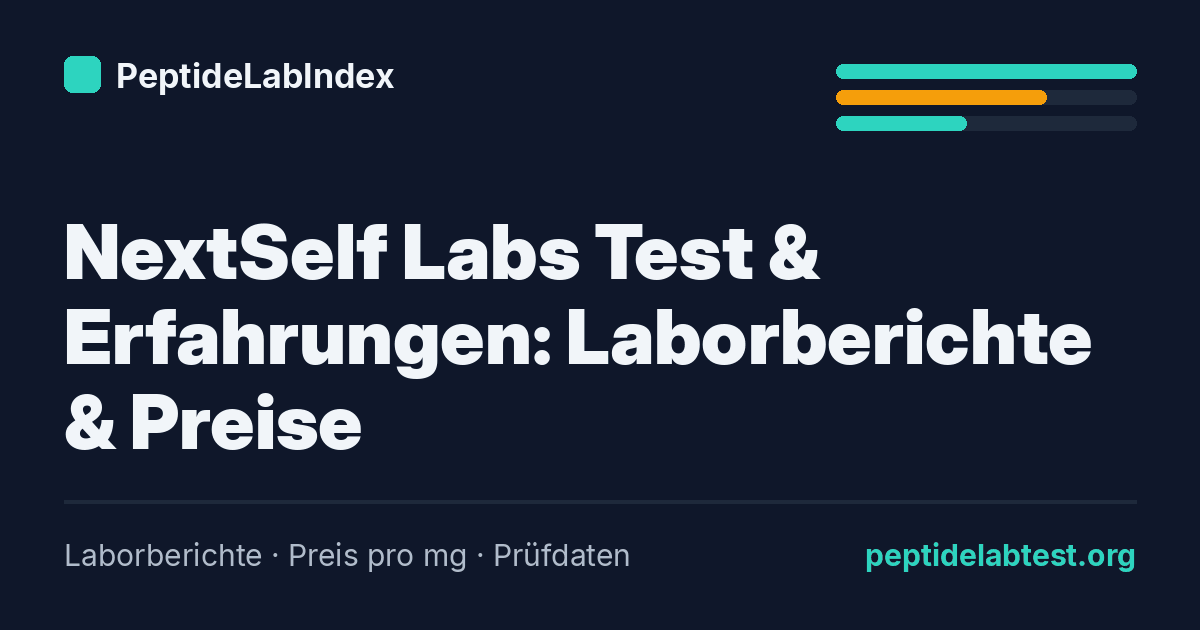 PeptideLabIndex
NextSelf Labs Test &
Erfahrungen: Laborberichte
& Preise
Laborberichte · Preis pro mg · Prüfdaten
peptidelabtest.org